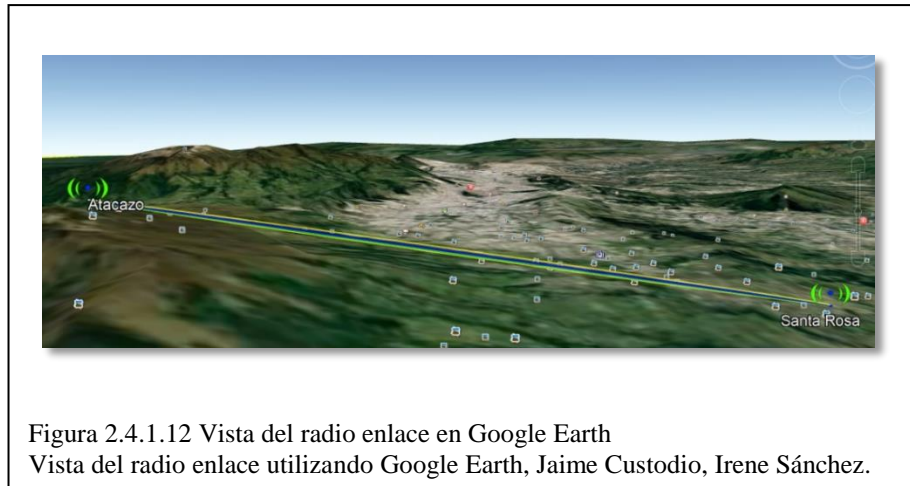 Atacazo
Santa Rosa
Figura 2.4.1.12 Vista del radio enlace en Google Earth
Vista del radio enlace utilizando Google Earth, Jaime Custodio, Irene Sánchez.